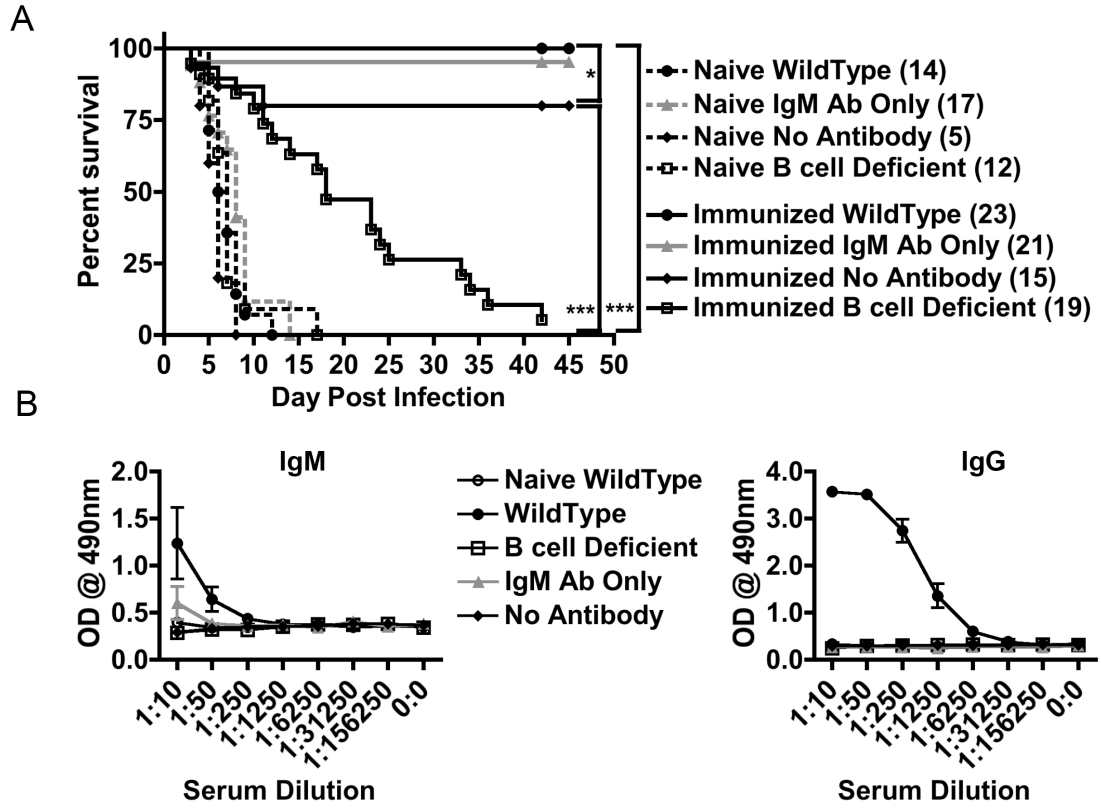 A
100
75
50
25
0
Percent survival
0 5 10 15 20 25 30 35 40 45 50
Day Post Infection
*
***
***
Naive WildType (14)
Naive IgM Ab Only (17)
Naive No Antibody (5)
Naive B cell Deficient (12)
Immunized WildType (23)
Immunized IgM Ab Only (21)
Immunized No Antibody (15)
Immunized B cell Deficient (19)
B
IgM
2.0
1.5
1.0
0.5
0.0
OD @ 490nm
1:10
1:50
1:250
1:1250
1:6250
1:31250
1:156250
0:0
Serum Dilution
Naive WildType
WildType
B cell Deficient
IgM Ab Only
No Antibody
IgG
4.0
3.0
2.0
1.0
0.0
OD @ 490nm
1:10
1:50
1:250
1:1250
1:6250
1:31250
1:156250
0:0
Serum Dilution